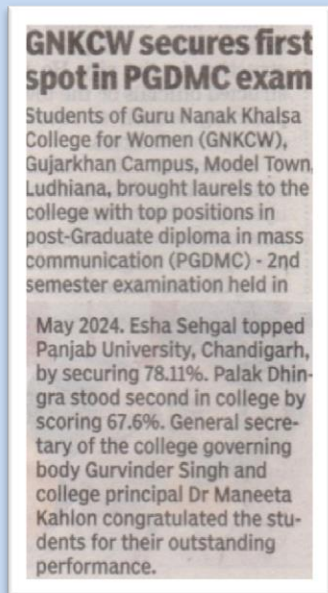 GNKCW secures first
spot in PGDMC exam
Students of Guru Nanak Khalsa
College for Women (GNKCW),
Gujarkhan Campus, Model Town,
Ludhiana, brought laurels to the
college with top positions in
post-Graduate diploma in mass
communication (PGDMC) - 2nd
semester examination held in
May 2024. Esha Sehgal topped
Panjab University, Chandigarh,
by securing 78.11%. Palak Dhin-
gra stood second in college by
scoring 67.6%. General secre-
tary of the college governing
body Gurvinder Singh and
college principal Dr Maneeta
Kahlon congratulated the stu-
dents for their outstanding
performance.